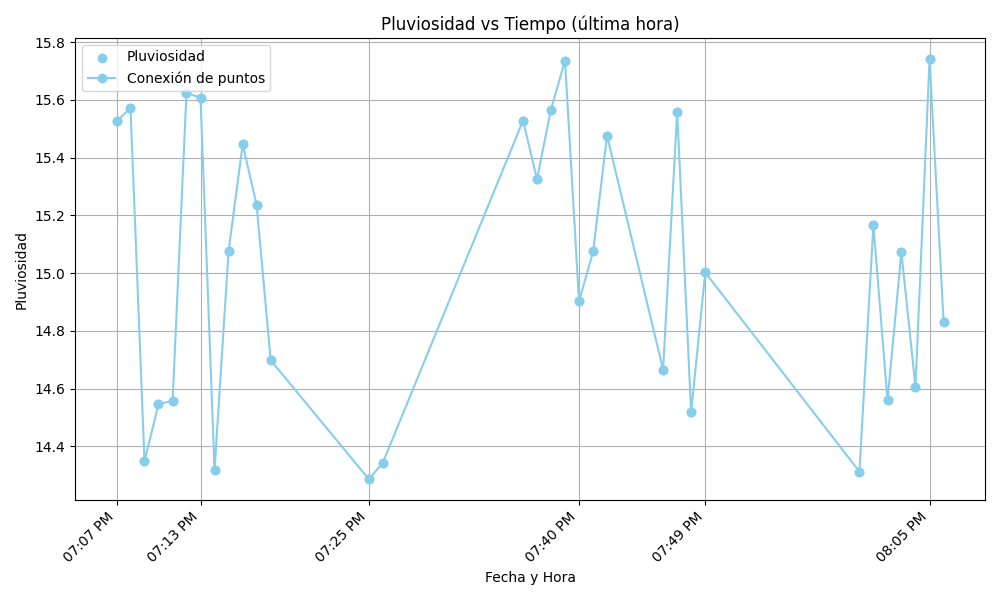 Pluviosidad vs Tiempo (última hora)
Pluviosidad
Conexión de puntos
15.8
15.6
15.4
15.2
15.0
14.8
14.6
14.4
Pluviosidad
07:07 PM
07:13 PM
07:25 PM
07:40 PM
07:49 PM
08:05 PM
Fecha y Hora